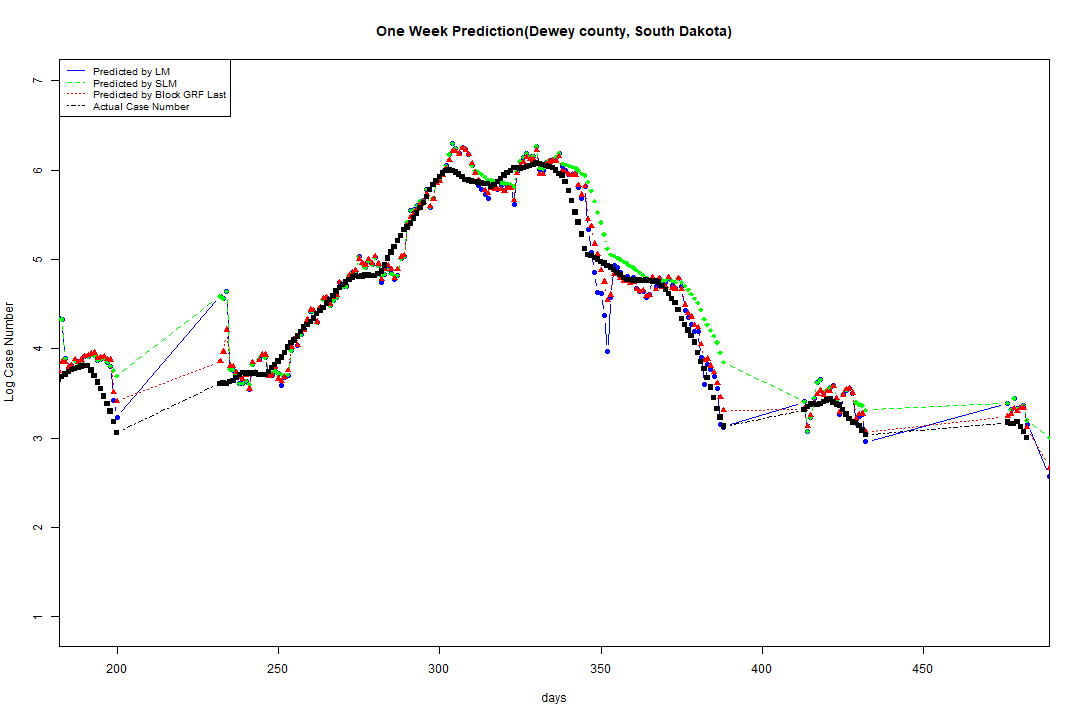 One Week Prediction(Dewey county, South Dakota)
Predicted by LM
Predicted by SLM
Predicted by Block GRF Last
Actual Case Number
7
6
5
4
3
2
1
Log Case Number
200 250 300 350 400 450
days